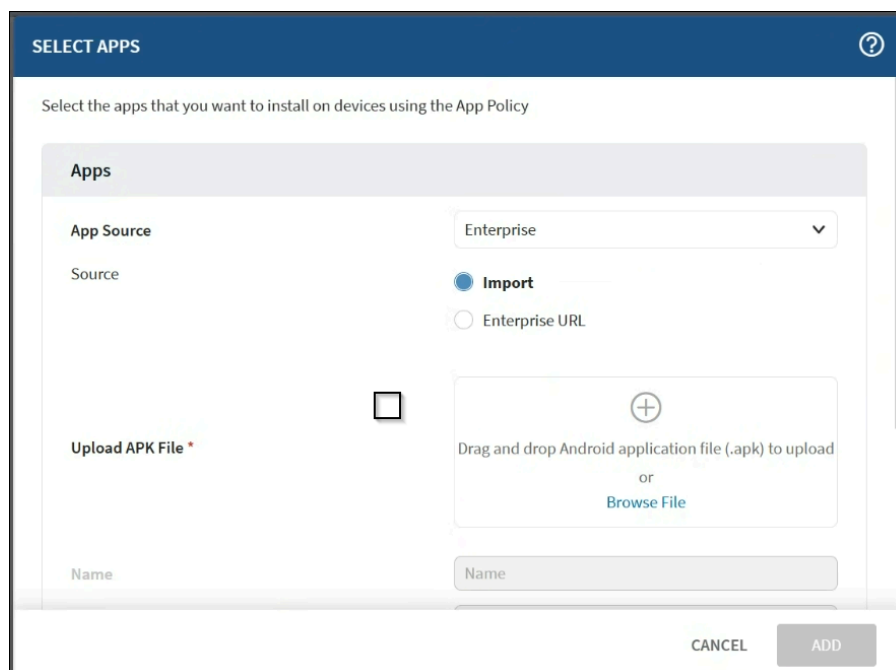 SELECT APPS
Select the apps that you want to install on devices using the App Policy
Apps
App Source
Enterprise
Source
Import
Enterprise URL
Upload APK File *
Drag and drop Android application file (.apk) to upload
or
Browse File
Name
Name
CANCEL
ADD